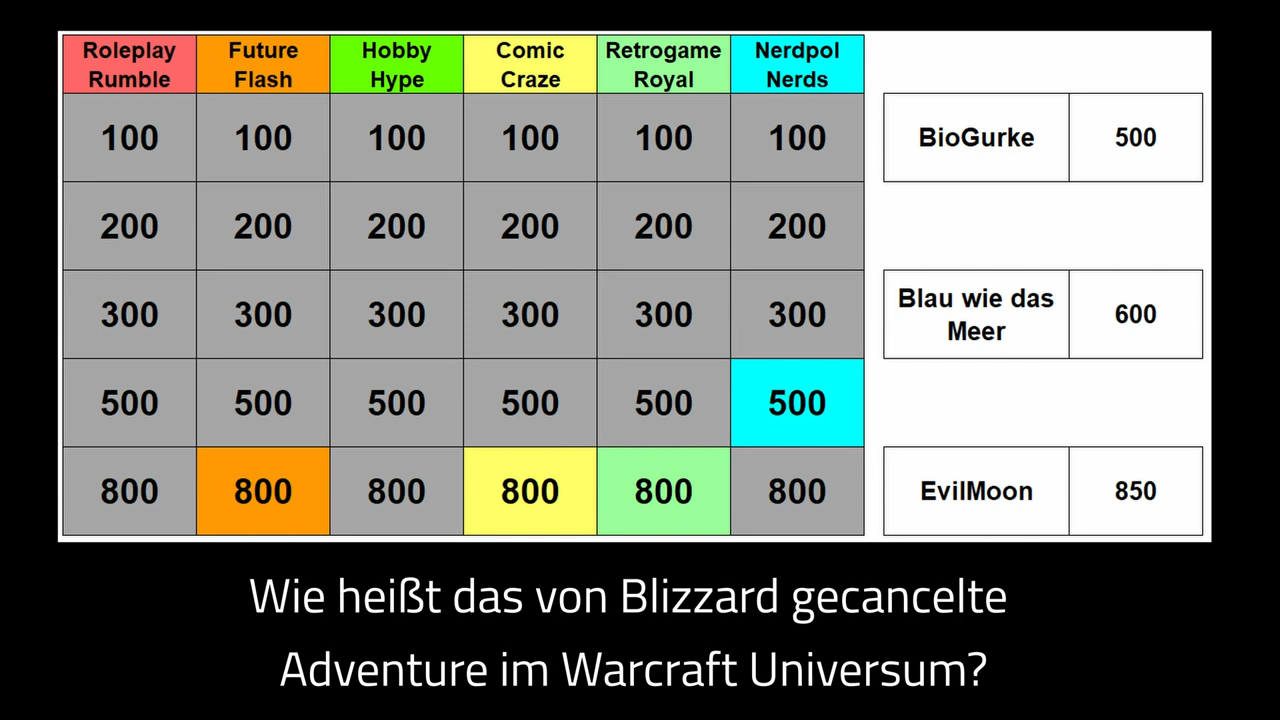 Roleplay Rumble
Future Flash
Hobby Hype
Comic Craze
Retrogame Royal
Nerdpol Nerds
100 100 100 100 100 100
BioGurke 500
200 200 200 200 200 200
300 300 300 300 300 300
Blau wie das Meer 600
500 500 500 500 500 500
800 800 800 800 800 800
EvilMoon 850
Wie heißt das von Blizzard gecancelte
Adventure im Warcraft Universum?